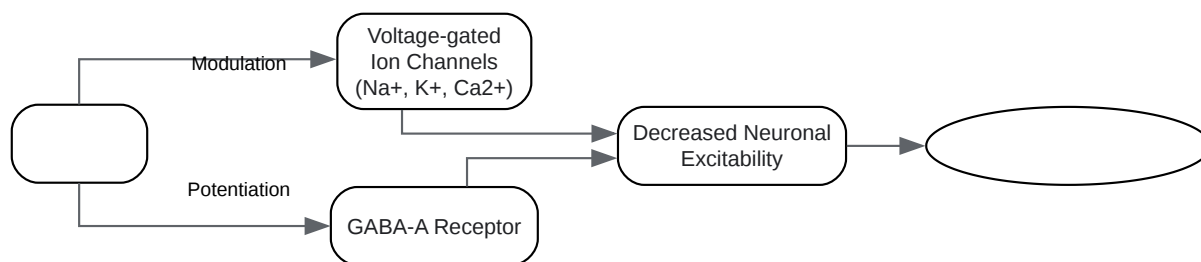 Voltage-gated
Ion Channels
(Na+, K+, Ca2+)
Modulation
Decreased Neuronal
Excitability
Potentiation
GABA-A Receptor